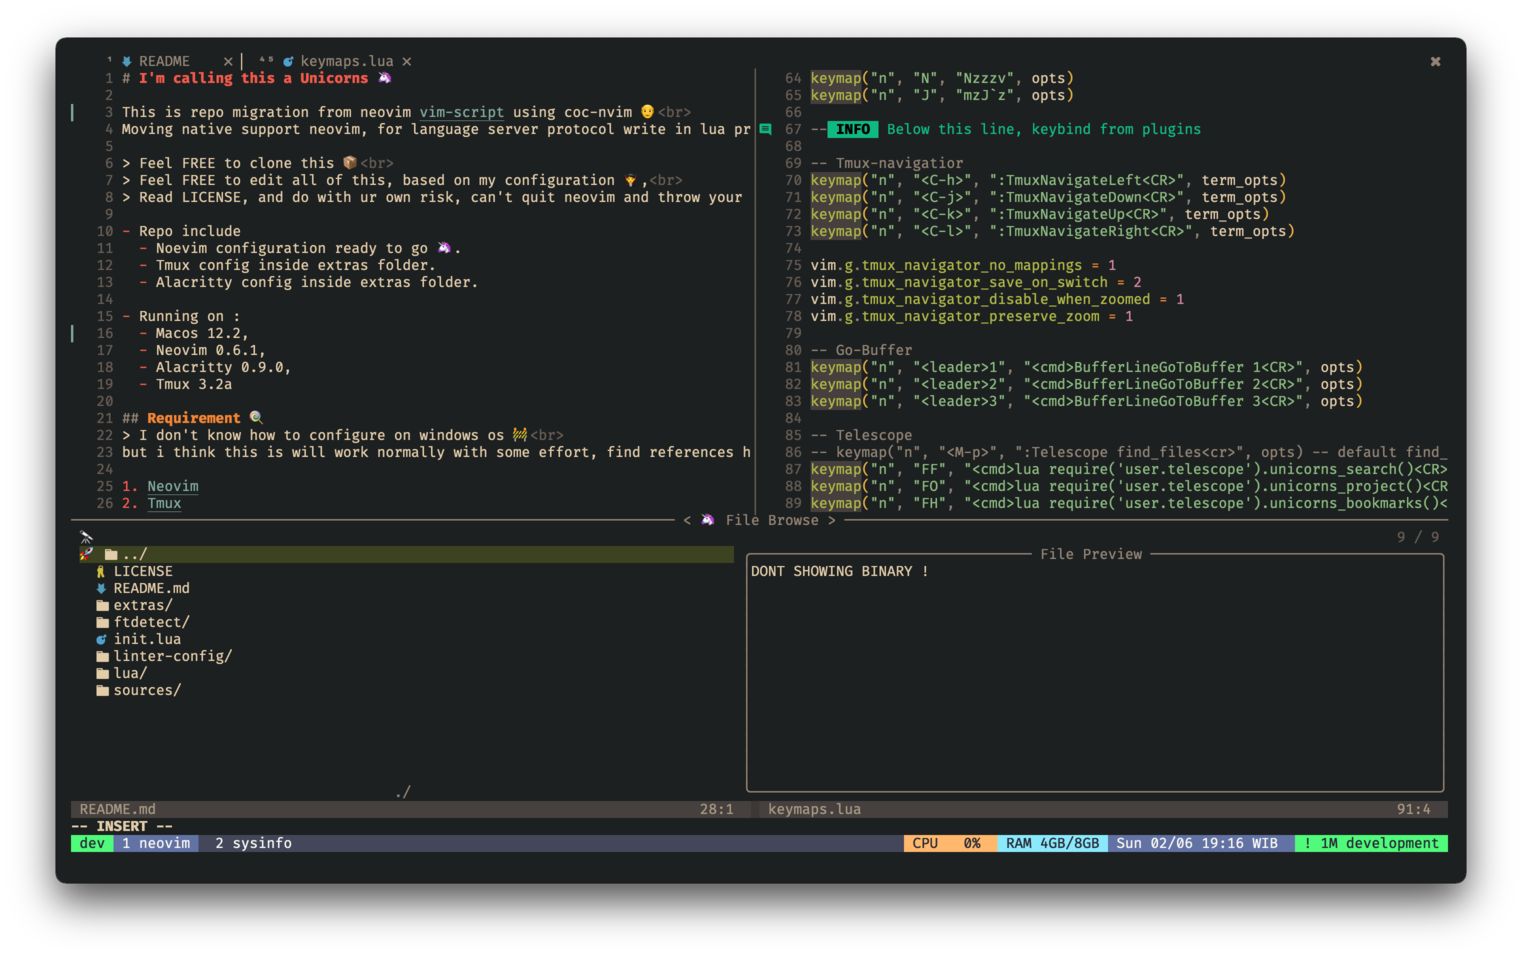 ¹ README × | ⁴⁵ keymaps.lua ×
1 # I'm calling this a Unicorns 🦄
2
3 This is repo migration from neovim vim-script using coc-nvim 👴<br>
4 Moving native support neovim, for language server protocol write in lua pr
5
6 > Feel FREE to clone this 📦<br>
7 > Feel FREE to edit all of this, based on my configuration ,<br>
8 > Read LICENSE, and do with ur own risk, can't quit neovim and throw your
9
10 - Repo include
11 - Noevim configuration ready to go 🦄.
12 - Tmux config inside extras folder.
13 - Alacritty config inside extras folder.
14
15 - Running on :
16 - Macos 12.2,
17 - Neovim 0.6.1,
18 - Alacritty 0.9.0,
19 - Tmux 3.2a
20
21 ## Requirement 🍭
22 > I don't know how to configure on windows os 🚧<br>
23 but i think this is will work normally with some effort, find references h
24
25 1. Neovim
26 2. Tmux
64 keymap("n", "N", "Nzzzv", opts)
65 keymap("n", "J", "mzJ`z", opts)
66
67 -- INFO Below this line, keybind from plugins
68
69 -- Tmux-navigatior
70 keymap("n", "<C-h>", ":TmuxNavigateLeft<CR>", term_opts)
71 keymap("n", "<C-j>", ":TmuxNavigateDown<CR>", term_opts)
72 keymap("n", "<C-k>", ":TmuxNavigateUp<CR>", term_opts)
73 keymap("n", "<C-l>", ":TmuxNavigateRight<CR>", term_opts)
74
75 vim.g.tmux_navigator_no_mappings = 1
76 vim.g.tmux_navigator_save_on_switch = 2
77 vim.g.tmux_navigator_disable_when_zoomed = 1
78 vim.g.tmux_navigator_preserve_zoom = 1
79
80 -- Go-Buffer
81 keymap("n", "<leader>1", "<cmd>BufferLineGoToBuffer 1<CR>", opts)
82 keymap("n", "<leader>2", "<cmd>BufferLineGoToBuffer 2<CR>", opts)
83 keymap("n", "<leader>3", "<cmd>BufferLineGoToBuffer 3<CR>", opts)
84
85 -- Telescope
86 -- keymap("n", "<M-p>", ":Telescope find_files<cr>", opts) -- default find_
87 keymap("n", "FF", "<cmd>lua require('user.telescope').unicorns_search()<CR>
88 keymap("n", "FO", "<cmd>lua require('user.telescope').unicorns_project()<CR
89 keymap("n", "FH", "<cmd>lua require('user.telescope').unicorns_bookmarks()<
< 🦄 File Browse >
9 / 9
../
LICENSE
README.md
extras/
ftdetect/
init.lua
linter-config/
lua/
sources/
./
File Preview
DONT SHOWING BINARY !
README.md 28:1 keymaps.lua 91:4
-- INSERT --
dev 1 neovim 2 sysinfo CPU 0% RAM 4GB/8GB Sun 02/06 19:16 WIB ! 1M development